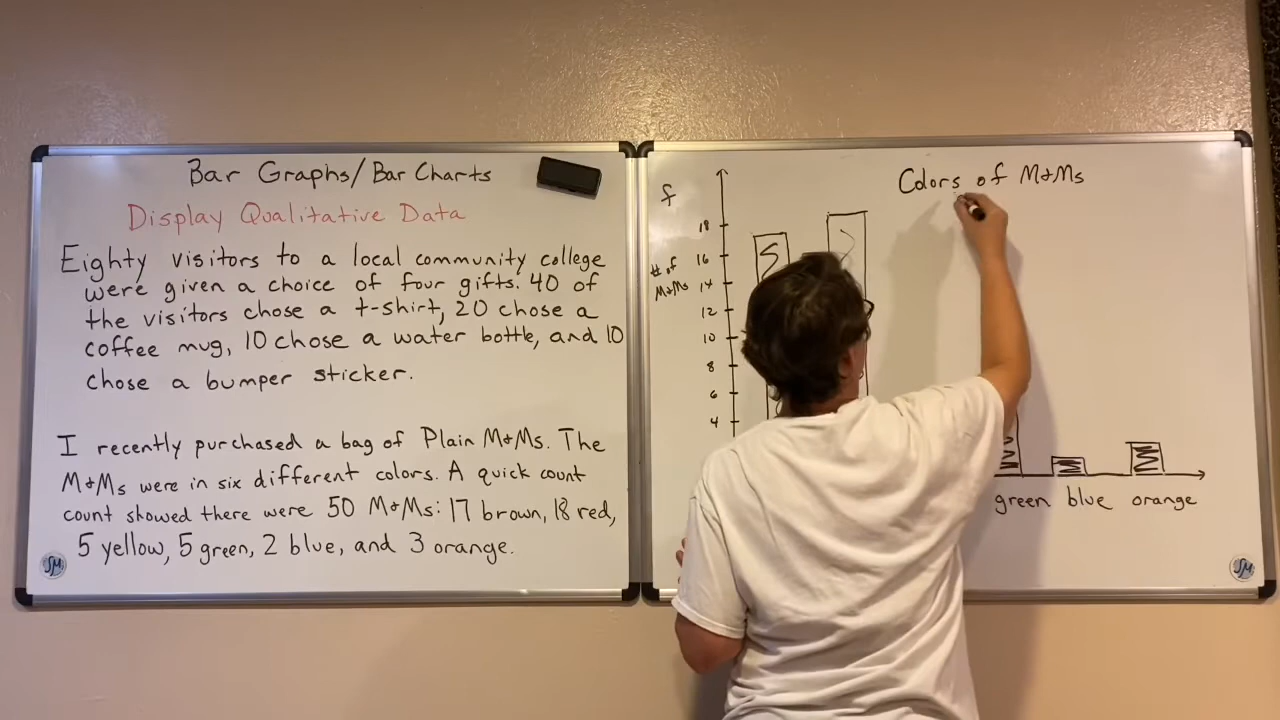 Bar Graphs/Bar Charts
Display Qualitative Data
Eighty visitors to a local community college
were given a choice of four gifts. 40 of
the visitors chose a t-shirt, 20 chose a
coffee mug, 10 chose a water bottle, and 10
chose a bumper sticker.
I recently purchased a bag of Plain M+Ms. The
M+Ms were in six different colors. A quick count
count showed there were 50 M+Ms: 17 brown, 18 red,
5 yellow, 5 green, 2 blue, and 3 orange.
SM
Colors of M+Ms
f
# of
M+Ms
18
16
14
12
10
8
6
4
green blue orange
SM